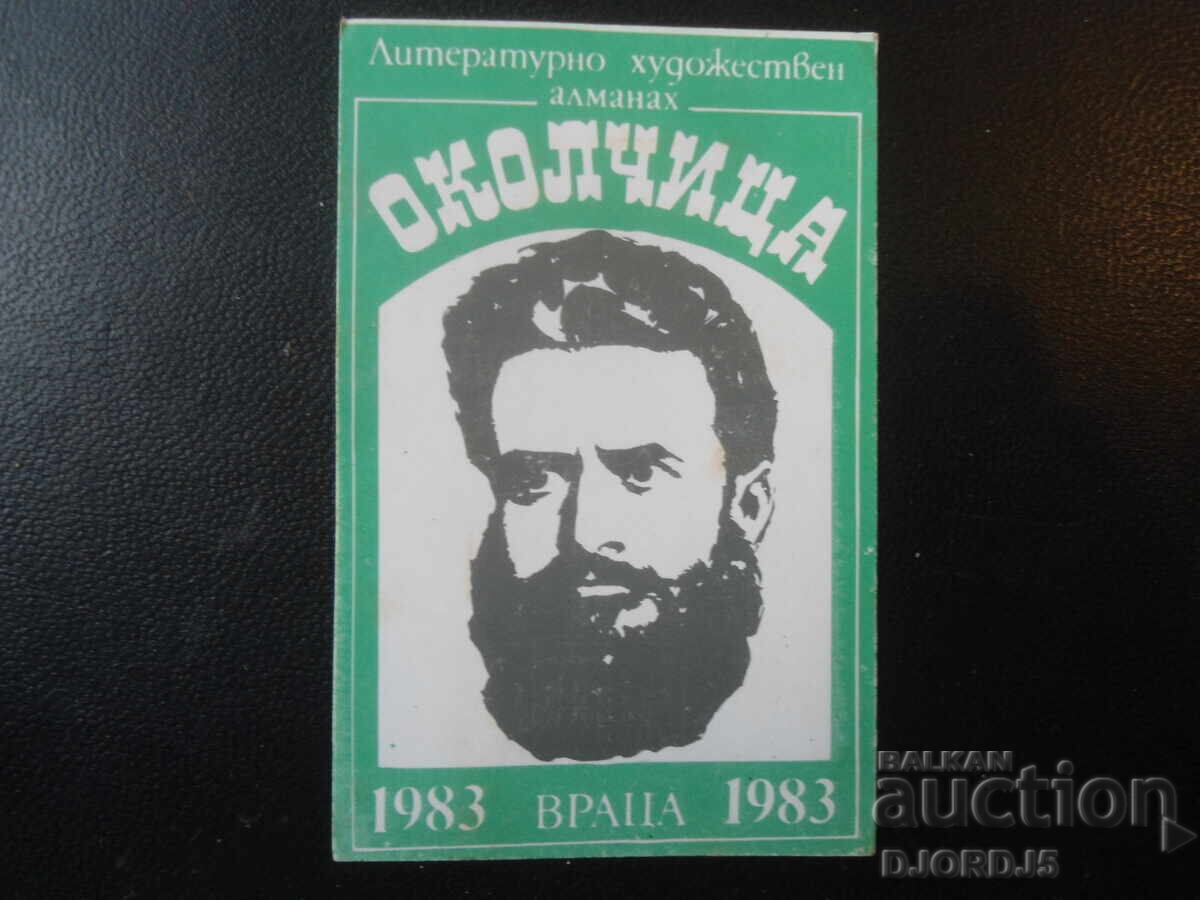 Литературно художествен
алманах
ОКОЛЧИЦА
1983 ВРАЦА 1983
BALKAN
auction
DJORDJ5